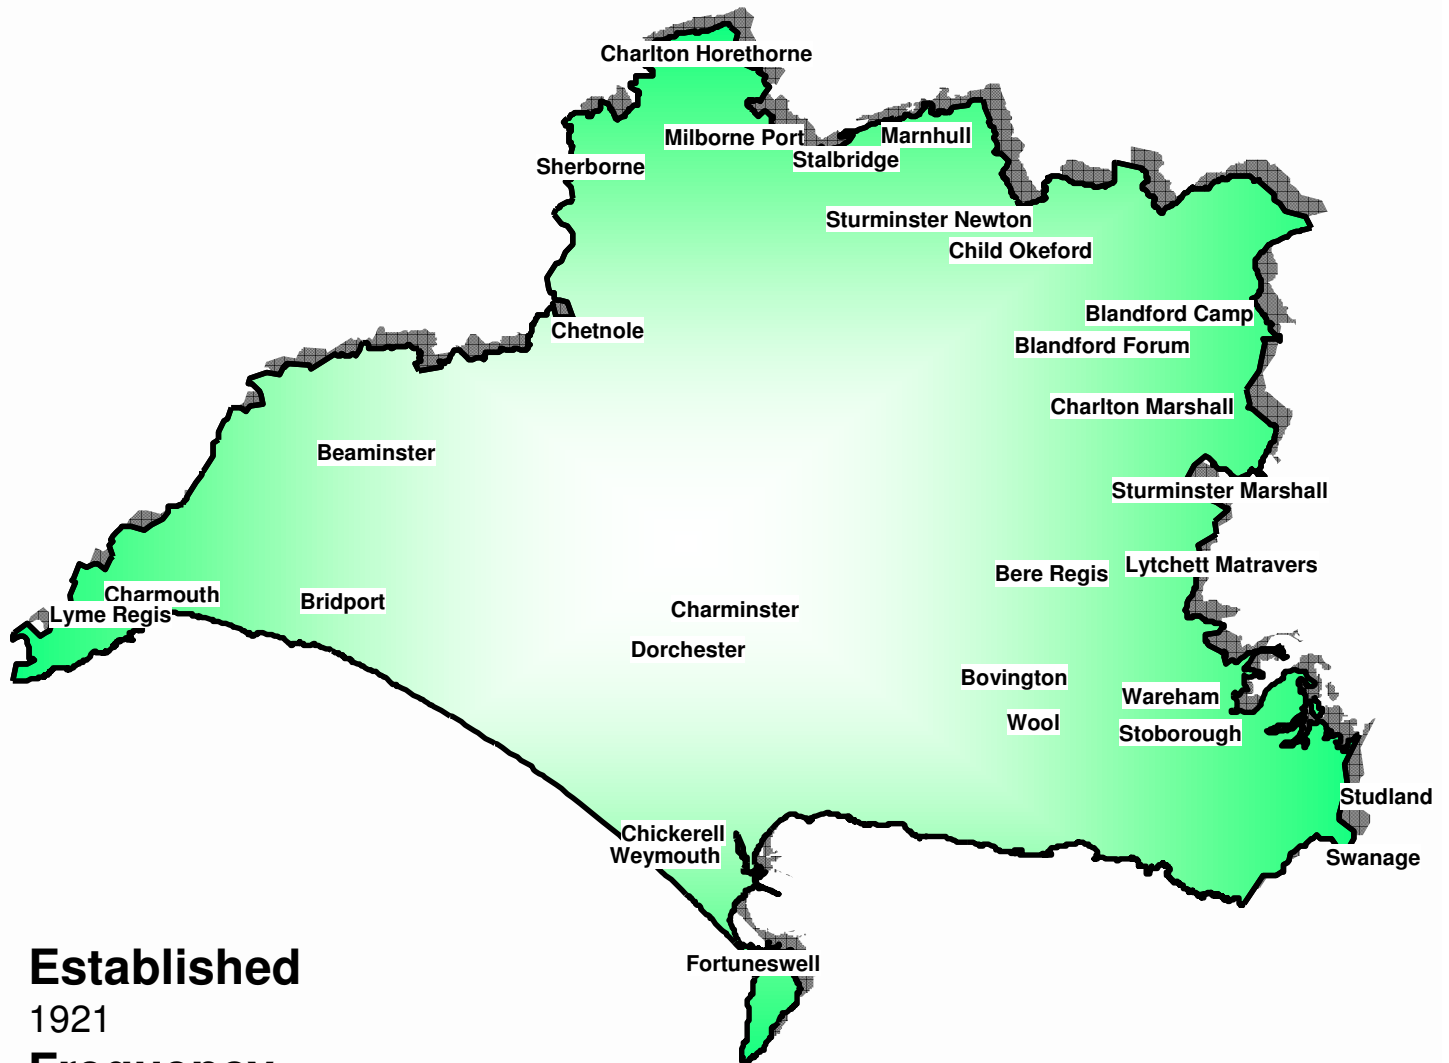 Charlton Horethorne
Milborne Port
Marnhull
Stalbridge
Sherborne
Sturminster Newton
Child Okeford
Blandford Camp
Chetnole
Blandford Forum
Charlton Marshall
Beaminster
Sturminster Marshall
Lytchett Matravers
Bere Regis
Charmouth
Bridport
Charminster
Lyme Regis
Dorchester
Bovington
Wareham
Wool
Stoborough
Studland
Chickerell
Weymouth
Swanage
Fortuneswell
Established
1921
Frequency